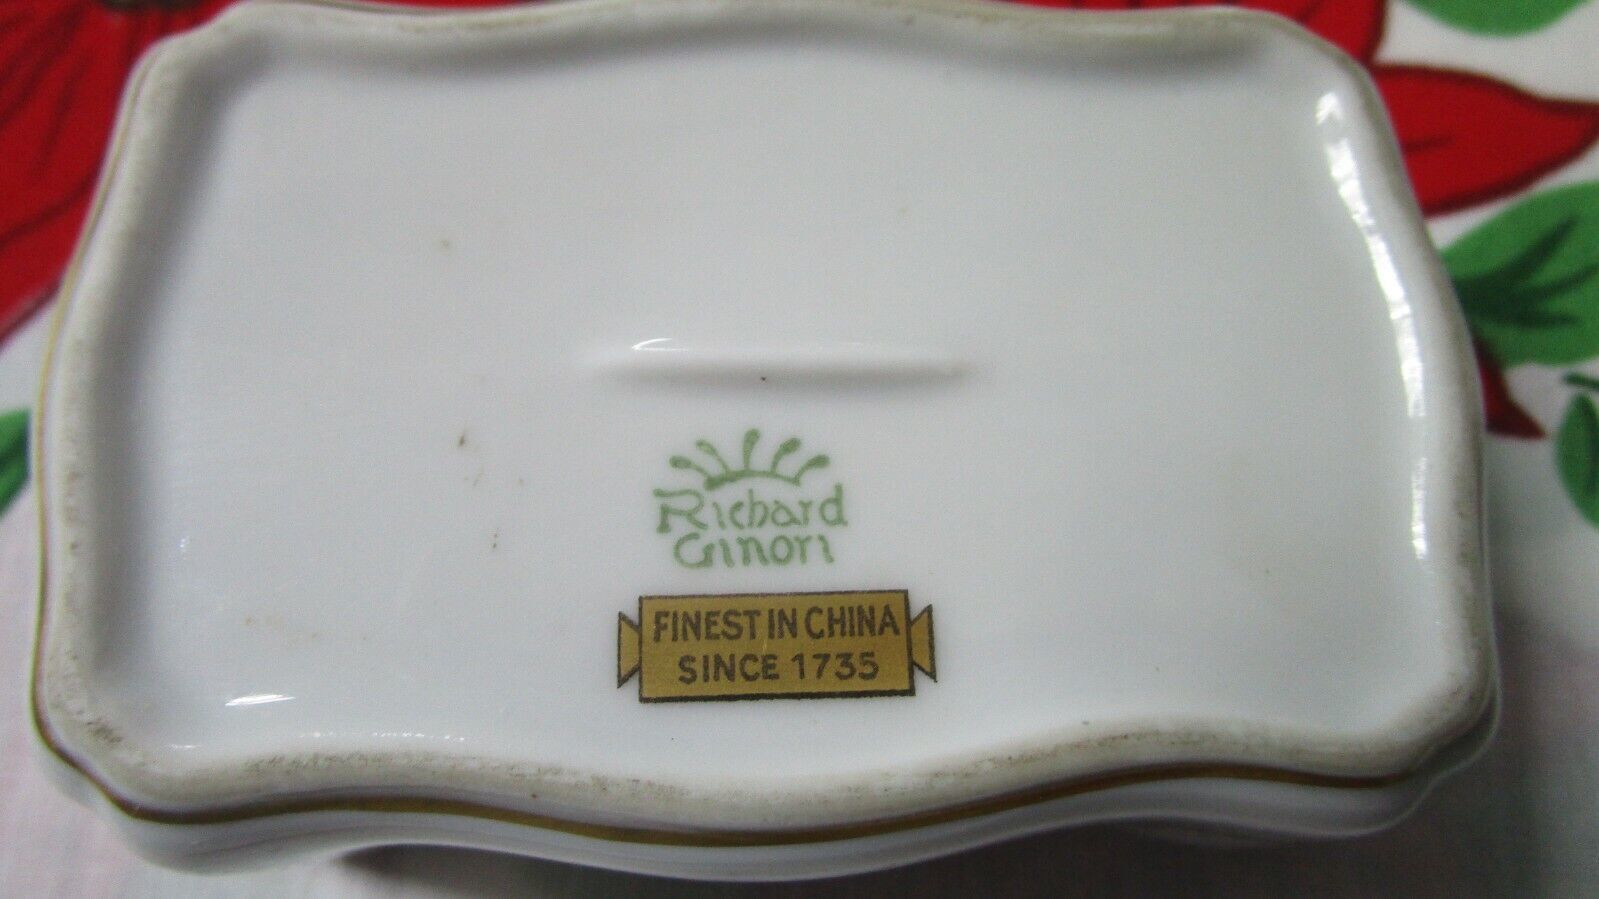 Richard
Ginori
FINEST IN CHINA
SINCE 1735